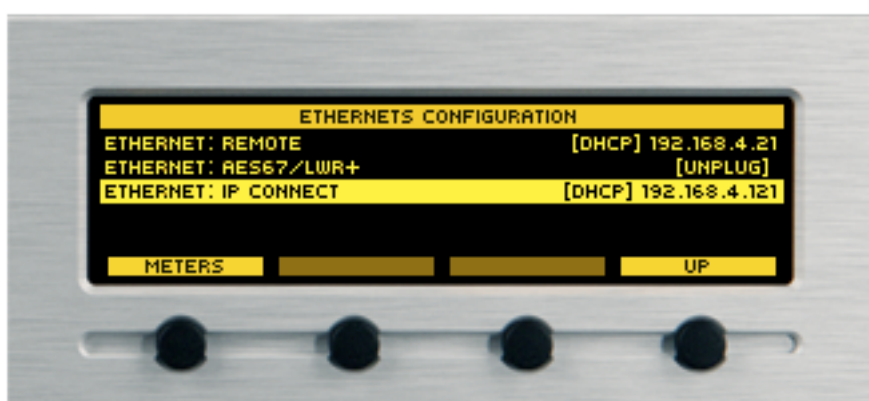 ETHERNETS CONFIGURATION
ETHERNET: REMOTE [DHCP] 192.168.4.21
ETHERNET: AES67/LWR+ [UNPLUG]
ETHERNET: IP CONNECT [DHCP] 192.168.4.121
METERS UP